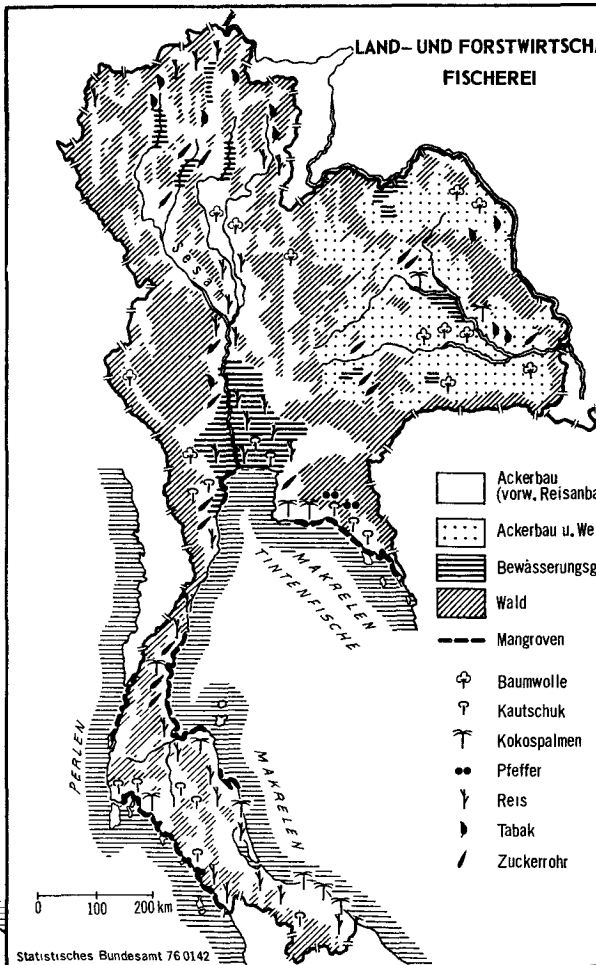 LAND- UND FORSTWIRTSCHA
FISCHEREI
Ackerbau
(vorw. Reisanba
Ackerbau u. We
Bewässerungsg
Wald
Mangroven
Baumwolle
Kautschuk
Kokospalmen
Pfeffer
Reis
Tabak
Zuckerrohr
Sesam
MAKRELEN
TINTENFISCHE
PERLEN
MAKRELEN
0 100 200 km
Statistisches Bundesamt 76 0142